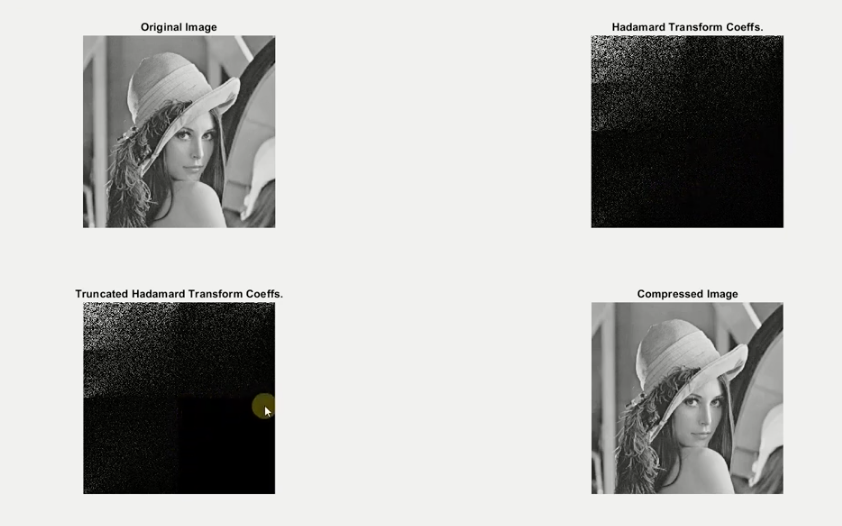 Original Image
Hadamard Transform Coeffs.
Truncated Hadamard Transform Coeffs.
Compressed Image